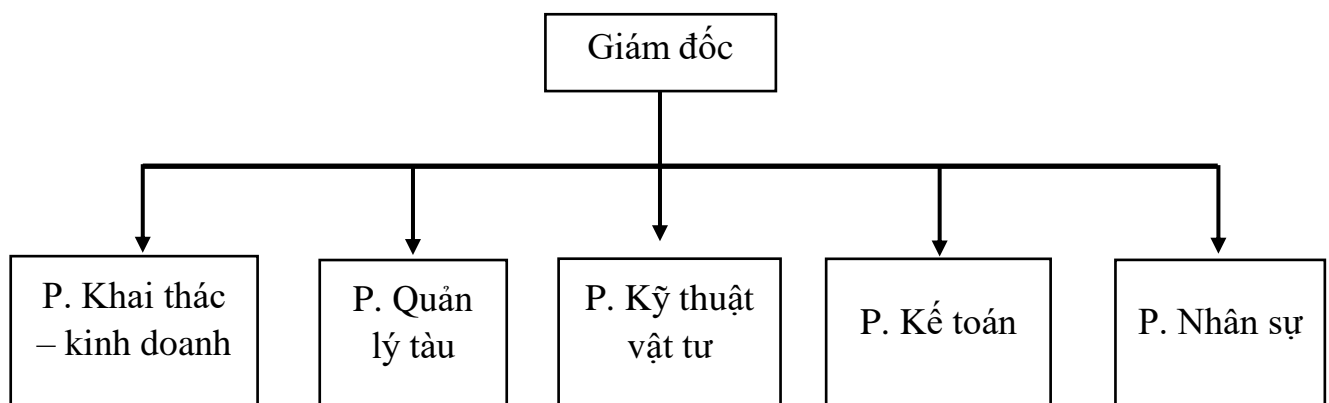 Giám đốc
P. Khai thác
– kinh doanh
P. Quản
lý tàu
P. Kỹ thuật
vật tư
P. Kế toán
P. Nhân sự